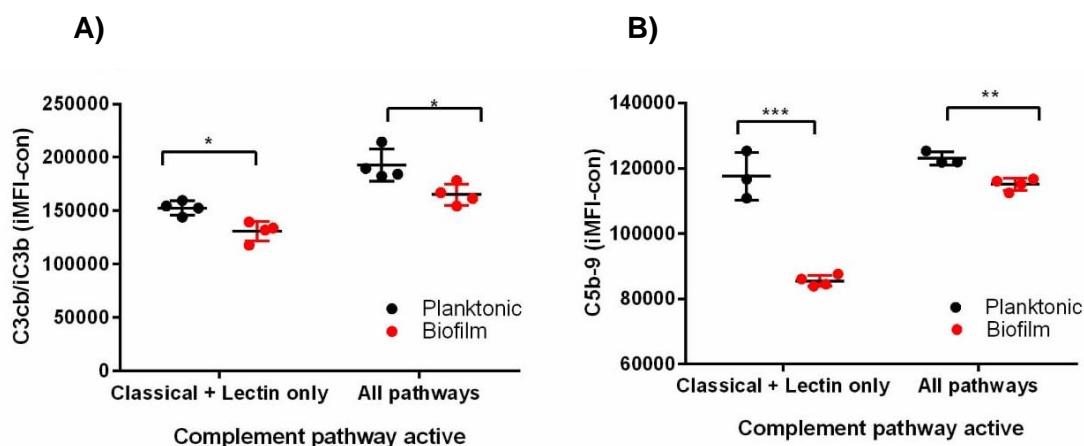 A)
C3cb/iC3b (iMFI-con)
250000
200000
150000
100000
50000
0
*
*
Planktonic
Biofilm
Classical + Lectin only
All pathways
Complement pathway active
B)
C5b-9 (iMFI-con)
140000
120000
100000
80000
60000
***
**
Planktonic
Biofilm
Classical + Lectin only
All pathways
Complement pathway active